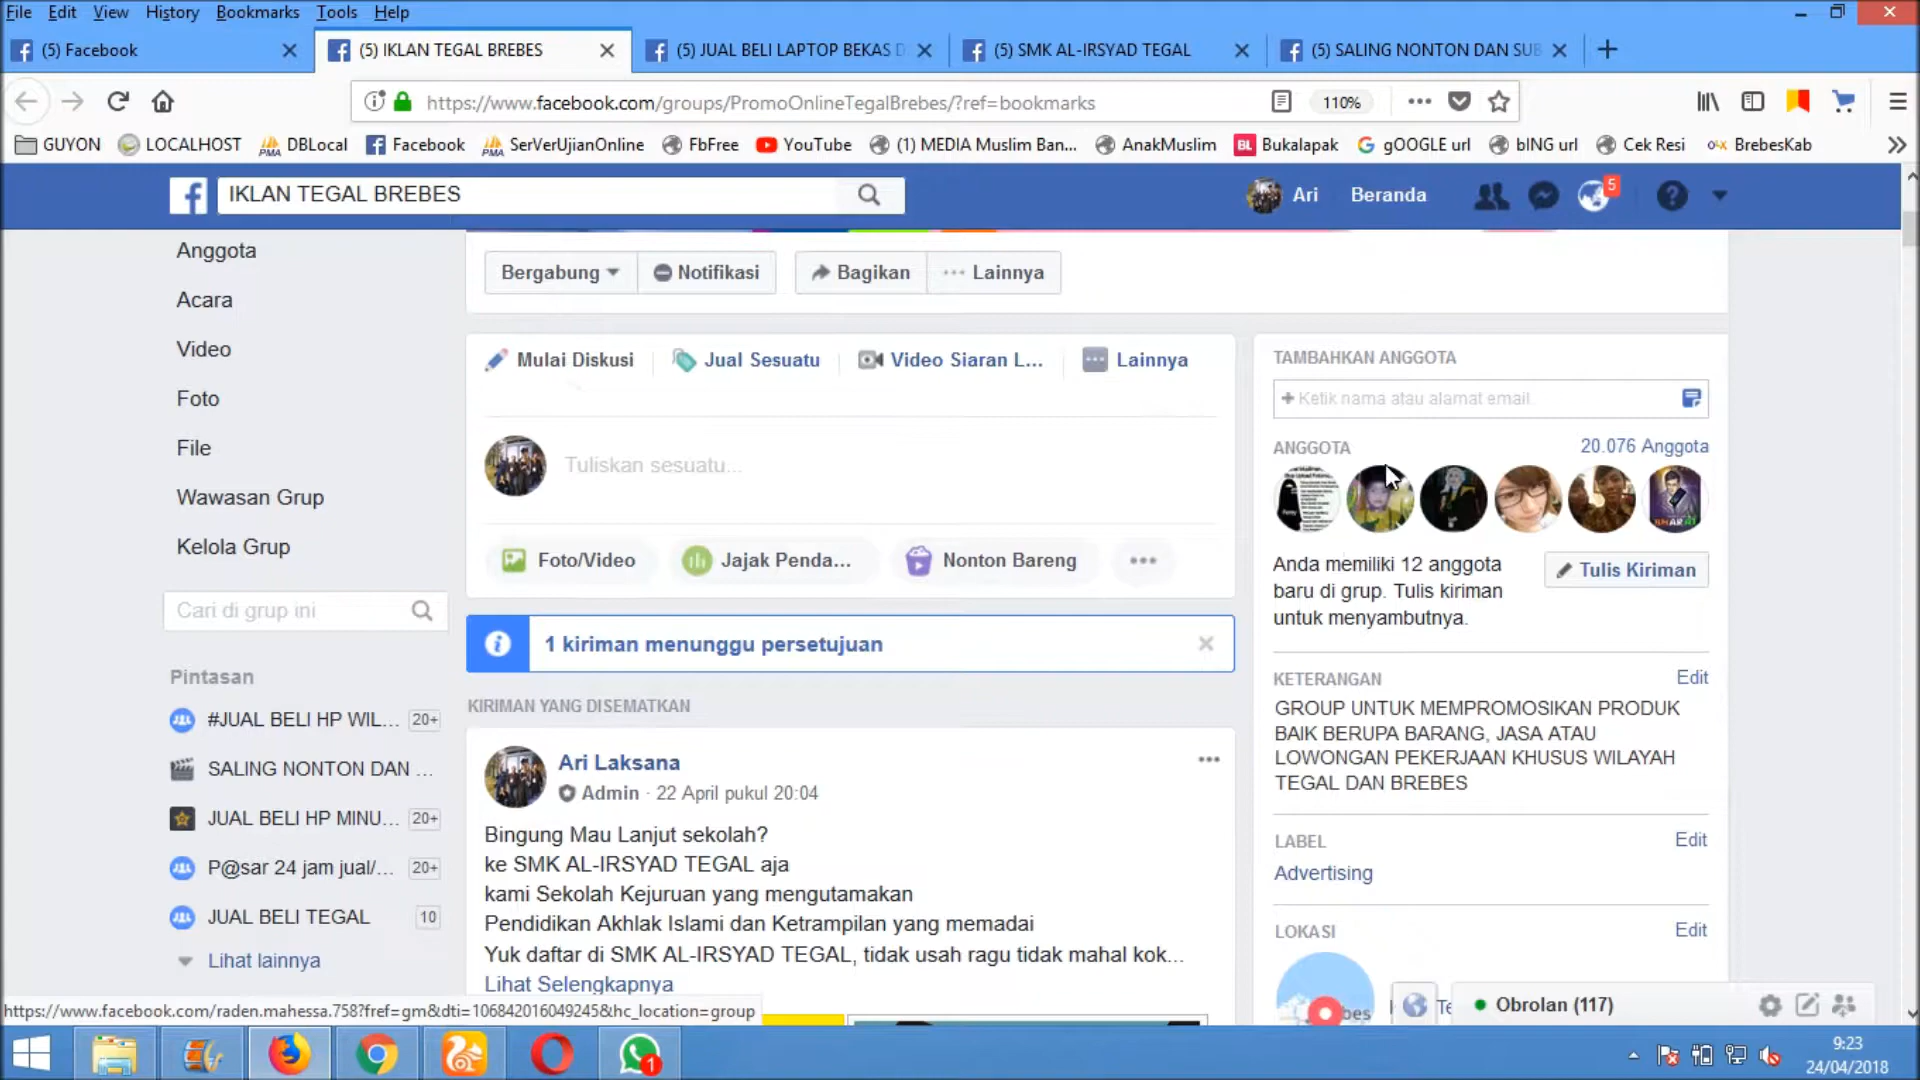 File Edit View History Bookmarks Tools Help
(5) Facebook
(5) IKLAN TEGAL BREBES
(5) JUAL BELI LAPTOP BEKAS D
(5) SMK AL-IRSYAD TEGAL
(5) SALING NONTON DAN SUB
https://www.facebook.com/groups/PromoOnlineTegalBrebes/?ref=bookmarks
110%
GUYON
LOCALHOST
DBLocal
Facebook
SerVerUjianOnline
FbFree
YouTube
(1) MEDIA Muslim Ban...
AnakMuslim
BL Bukalapak
gOOGLE url
bING url
Cek Resi
BrebesKab
IKLAN TEGAL BREBES
Ari
Beranda
5
Anggota
Acara
Video
Foto
File
Wawasan Grup
Kelola Grup
Cari di grup ini
Pintasan
#JUAL BELI HP WIL... 20+
SALING NONTON DAN ...
JUAL BELI HP MINU... 20+
P@sar 24 jam jual/... 20+
JUAL BELI TEGAL 10
Lihat lainnya
Bergabung
Notifikasi
Bagikan
Lainnya
Mulai Diskusi
Jual Sesuatu
Video Siaran L...
Lainnya
Tuliskan sesuatu...
Foto/Video
Jajak Penda...
Nonton Bareng
1 kiriman menunggu persetujuan
KIRIMAN YANG DISEMATKAN
Ari Laksana
Admin · 22 April pukul 20:04
Bingung Mau Lanjut sekolah?
ke SMK AL-IRSYAD TEGAL aja
kami Sekolah Kejuruan yang mengutamakan
Pendidikan Akhlak Islami dan Ketrampilan yang memadai
Yuk daftar di SMK AL-IRSYAD TEGAL, tidak usah ragu tidak mahal kok...
Lihat Selengkapnya
TAMBAHKAN ANGGOTA
+ Ketik nama atau alamat email.
ANGGOTA
20.076 Anggota
Anda memiliki 12 anggota
baru di grup. Tulis kiriman
untuk menyambutnya.
Tulis Kiriman
KETERANGAN
Edit
GROUP UNTUK MEMPROMOSIKAN PRODUK
BAIK BERUPA BARANG, JASA ATAU
LOWONGAN PEKERJAAN KHUSUS WILAYAH
TEGAL DAN BREBES
LABEL
Edit
Advertising
LOKASI
Edit
Obrolan (117)
https://www.facebook.com/raden.mahessa.758?fref=gm&dti=106842016049245&hc_location=group
1
9:23
24/04/2018